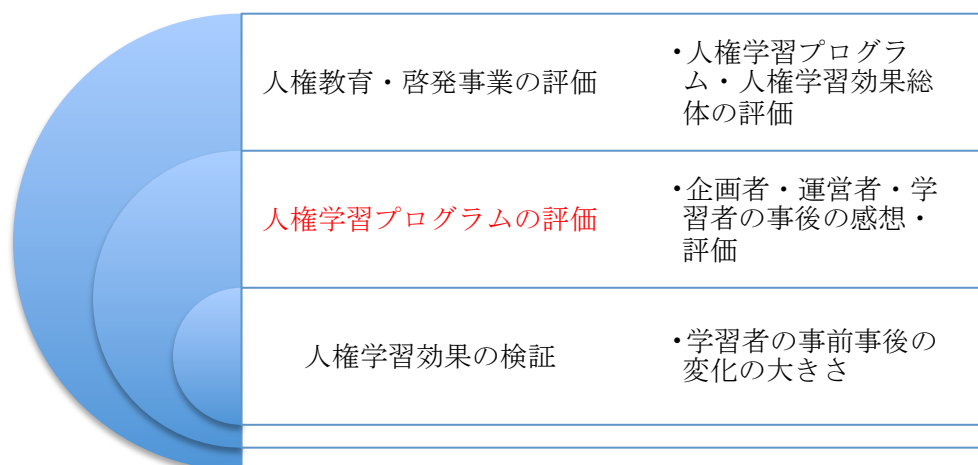 人権教育・啓発事業の評価
・人権学習プログラ
ム・人権学習効果総
体の評価
人権学習プログラムの評価
・企画者・運営者・学
習者の事後の感想・
評価
人権学習効果の検証
・学習者の事前事後の
変化の大きさ